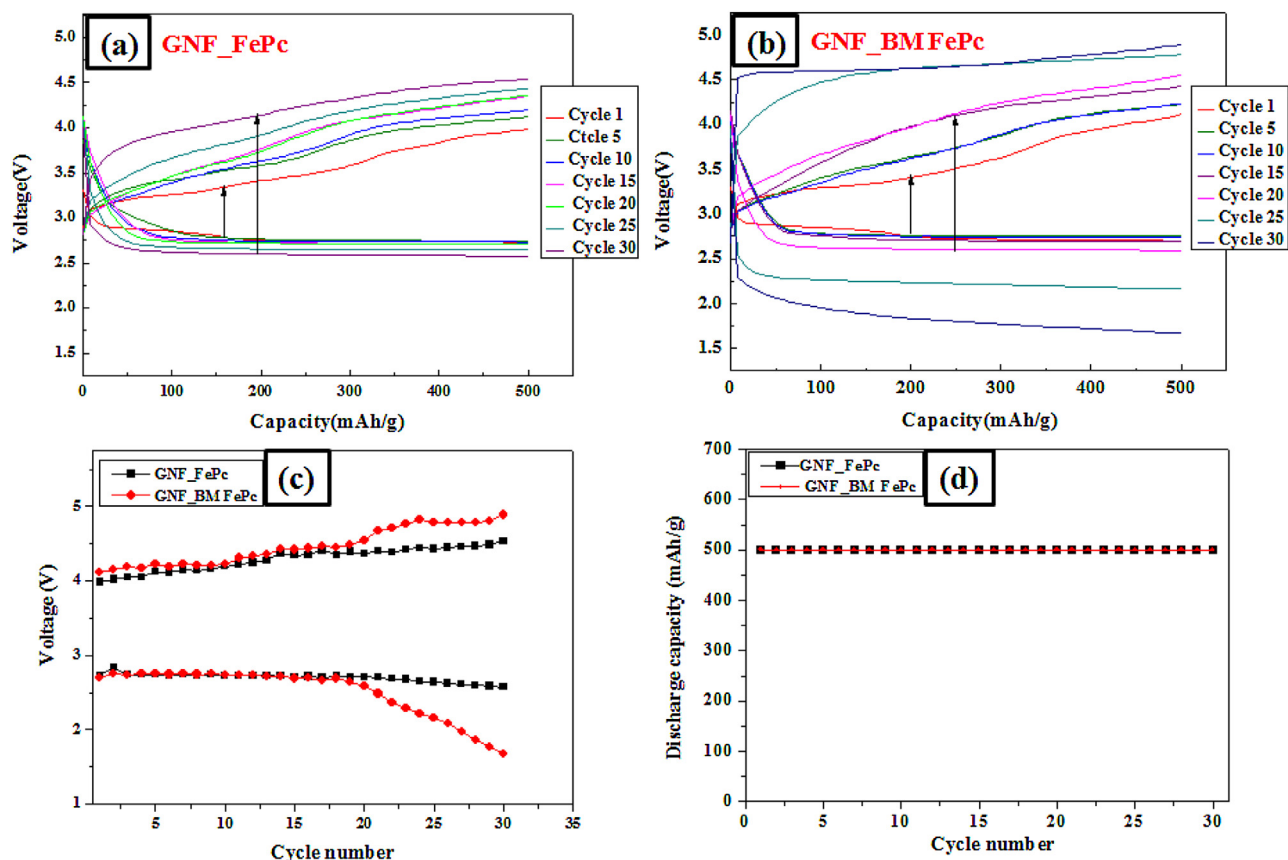 (a) GNF_FePc
5.0
4.5
4.0
3.5
3.0
2.5
2.0
1.5
Voltage(V)
0 100 200 300 400 500
Capacity(mAh/g)
Cycle 1
Ctcle 5
Cycle 10
Cycle 15
Cycle 20
Cycle 25
Cycle 30
(b) GNF_BM FePc
5.0
4.5
4.0
3.5
3.0
2.5
2.0
1.5
Voltage(V)
0 100 200 300 400 500
Capacity(mAh/g)
Cycle 1
Cycle 5
Cycle 10
Cycle 15
Cycle 20
Cycle 25
Cycle 30
(c)
GNF_FePc
GNF_BM FePc
5
4
3
2
1
Voltage (V)
5 10 15 20 25 30 35
Cycle number
(d)
GNF_FePc
GNF_BM FePc
700
600
500
400
300
200
100
0
Discharge capacity (mAh/g)
0 5 10 15 20 25 30
Cycle number